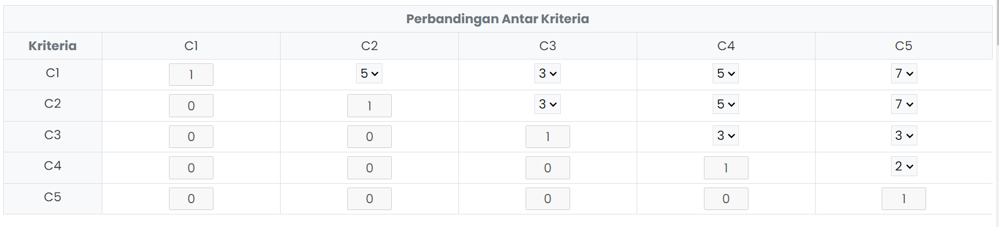 Perbandingan Antar Kriteria
Kriteria C1 C2 C3 C4 C5
C1 1 5 3 5 7
C2 0 1 3 5 7
C3 0 0 1 3 3
C4 0 0 0 1 2
C5 0 0 0 0 1